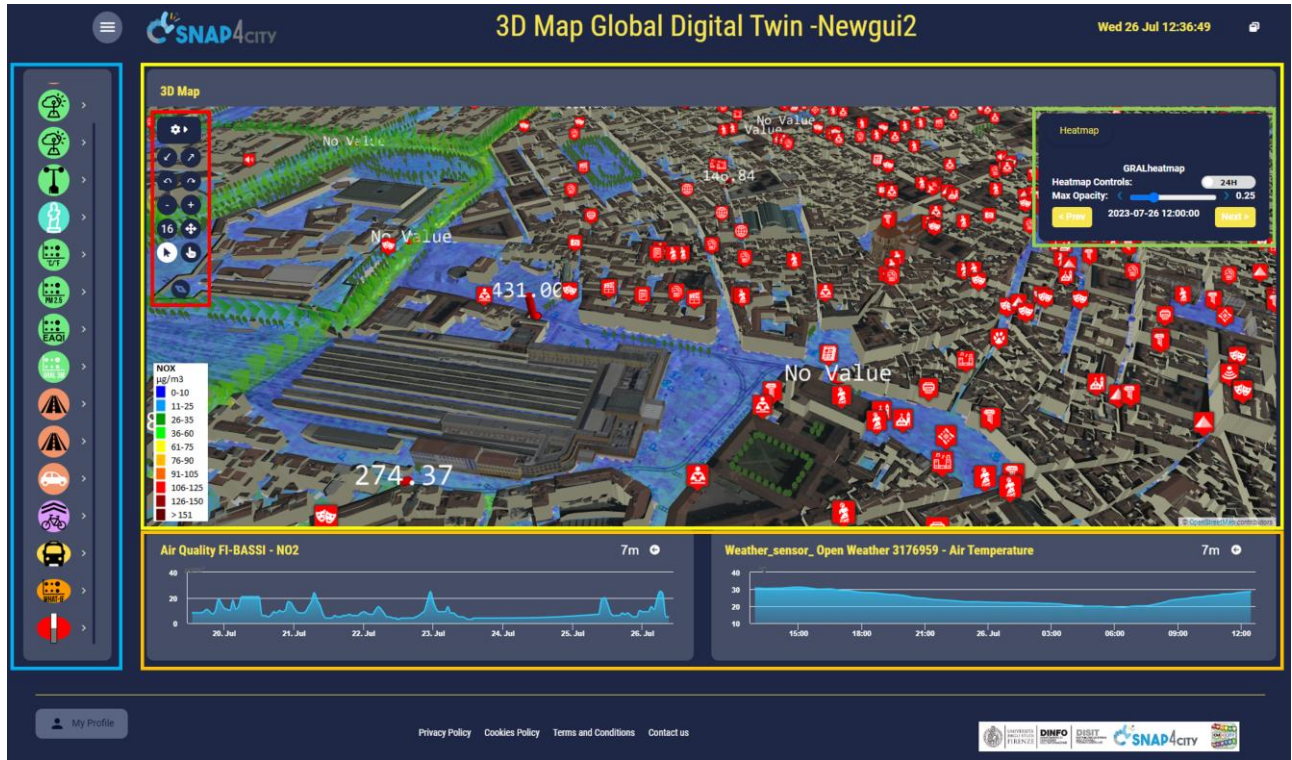 SNAP4CITY
3D Map Global Digital Twin -Newgui2
Wed 26 Jul 12:36:49
3D Map
No Value
No Value
Value
146,84
No Value
431.00
No Value
274.37
Heatmap
GRALheatmap
Heatmap Controls: 24H
Max Opacity: 0.25
< Prev 2023-07-26 12:00:00 Next >
16
°C/°F
PM 2.5
EAQI
WHAT-IF
NOX
µg/m3
0-10
11-25
26-35
36-60
61-75
76-90
91-105
106-125
126-150
> 151
© OpenStreetMap contributors
Air Quality FI-BASSI - NO2 7m
40
20
0
20. Jul 21. Jul 22. Jul 23. Jul 24. Jul 25. Jul 26. Jul
Weather_sensor_ Open Weather 3176959 - Air Temperature 7m
40
30
20
10
15:00 18:00 21:00 26. Jul 03:00 06:00 09:00 12:00
My Profile
Privacy Policy Cookies Policy Terms and Conditions Contact us
UNIVERSITÀ DEGLI STUDI FIRENZE DINFO DISIT SNAP4CITY